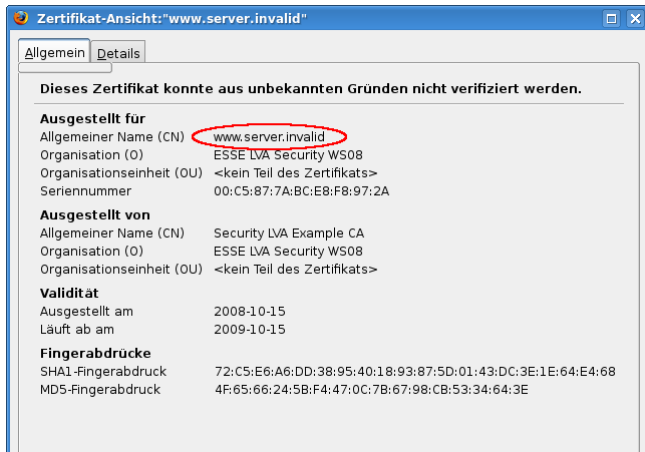 Zertifikat-Ansicht:"www.server.invalid"
Allgemein Details
Dieses Zertifikat konnte aus unbekannten Gründen nicht verifiziert werden.
Ausgestellt für
Allgemeiner Name (CN) www.server.invalid
Organisation (O) ESSE LVA Security WS08
Organisationseinheit (OU) <kein Teil des Zertifikats>
Seriennummer 00:C5:87:7A:BC:E8:F8:97:2A
Ausgestellt von
Allgemeiner Name (CN) Security LVA Example CA
Organisation (O) ESSE LVA Security WS08
Organisationseinheit (OU) <kein Teil des Zertifikats>
Validität
Ausgestellt am 2008-10-15
Läuft ab am 2009-10-15
Fingerabdrücke
SHA1-Fingerabdruck 72:C5:E6:A6:DD:38:95:40:18:93:87:5D:01:43:DC:3E:1E:64:E4:68
MD5-Fingerabdruck 4F:65:66:24:5B:F4:47:0C:7B:67:98:CB:53:34:64:3E